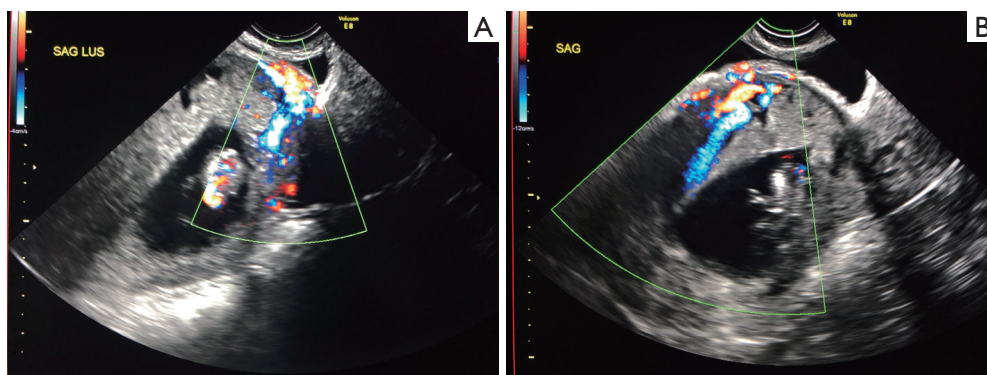 Voluson
E8
A
SAG LUS
-4cm/s
Voluson
E8
B
SAG
-12cm/s